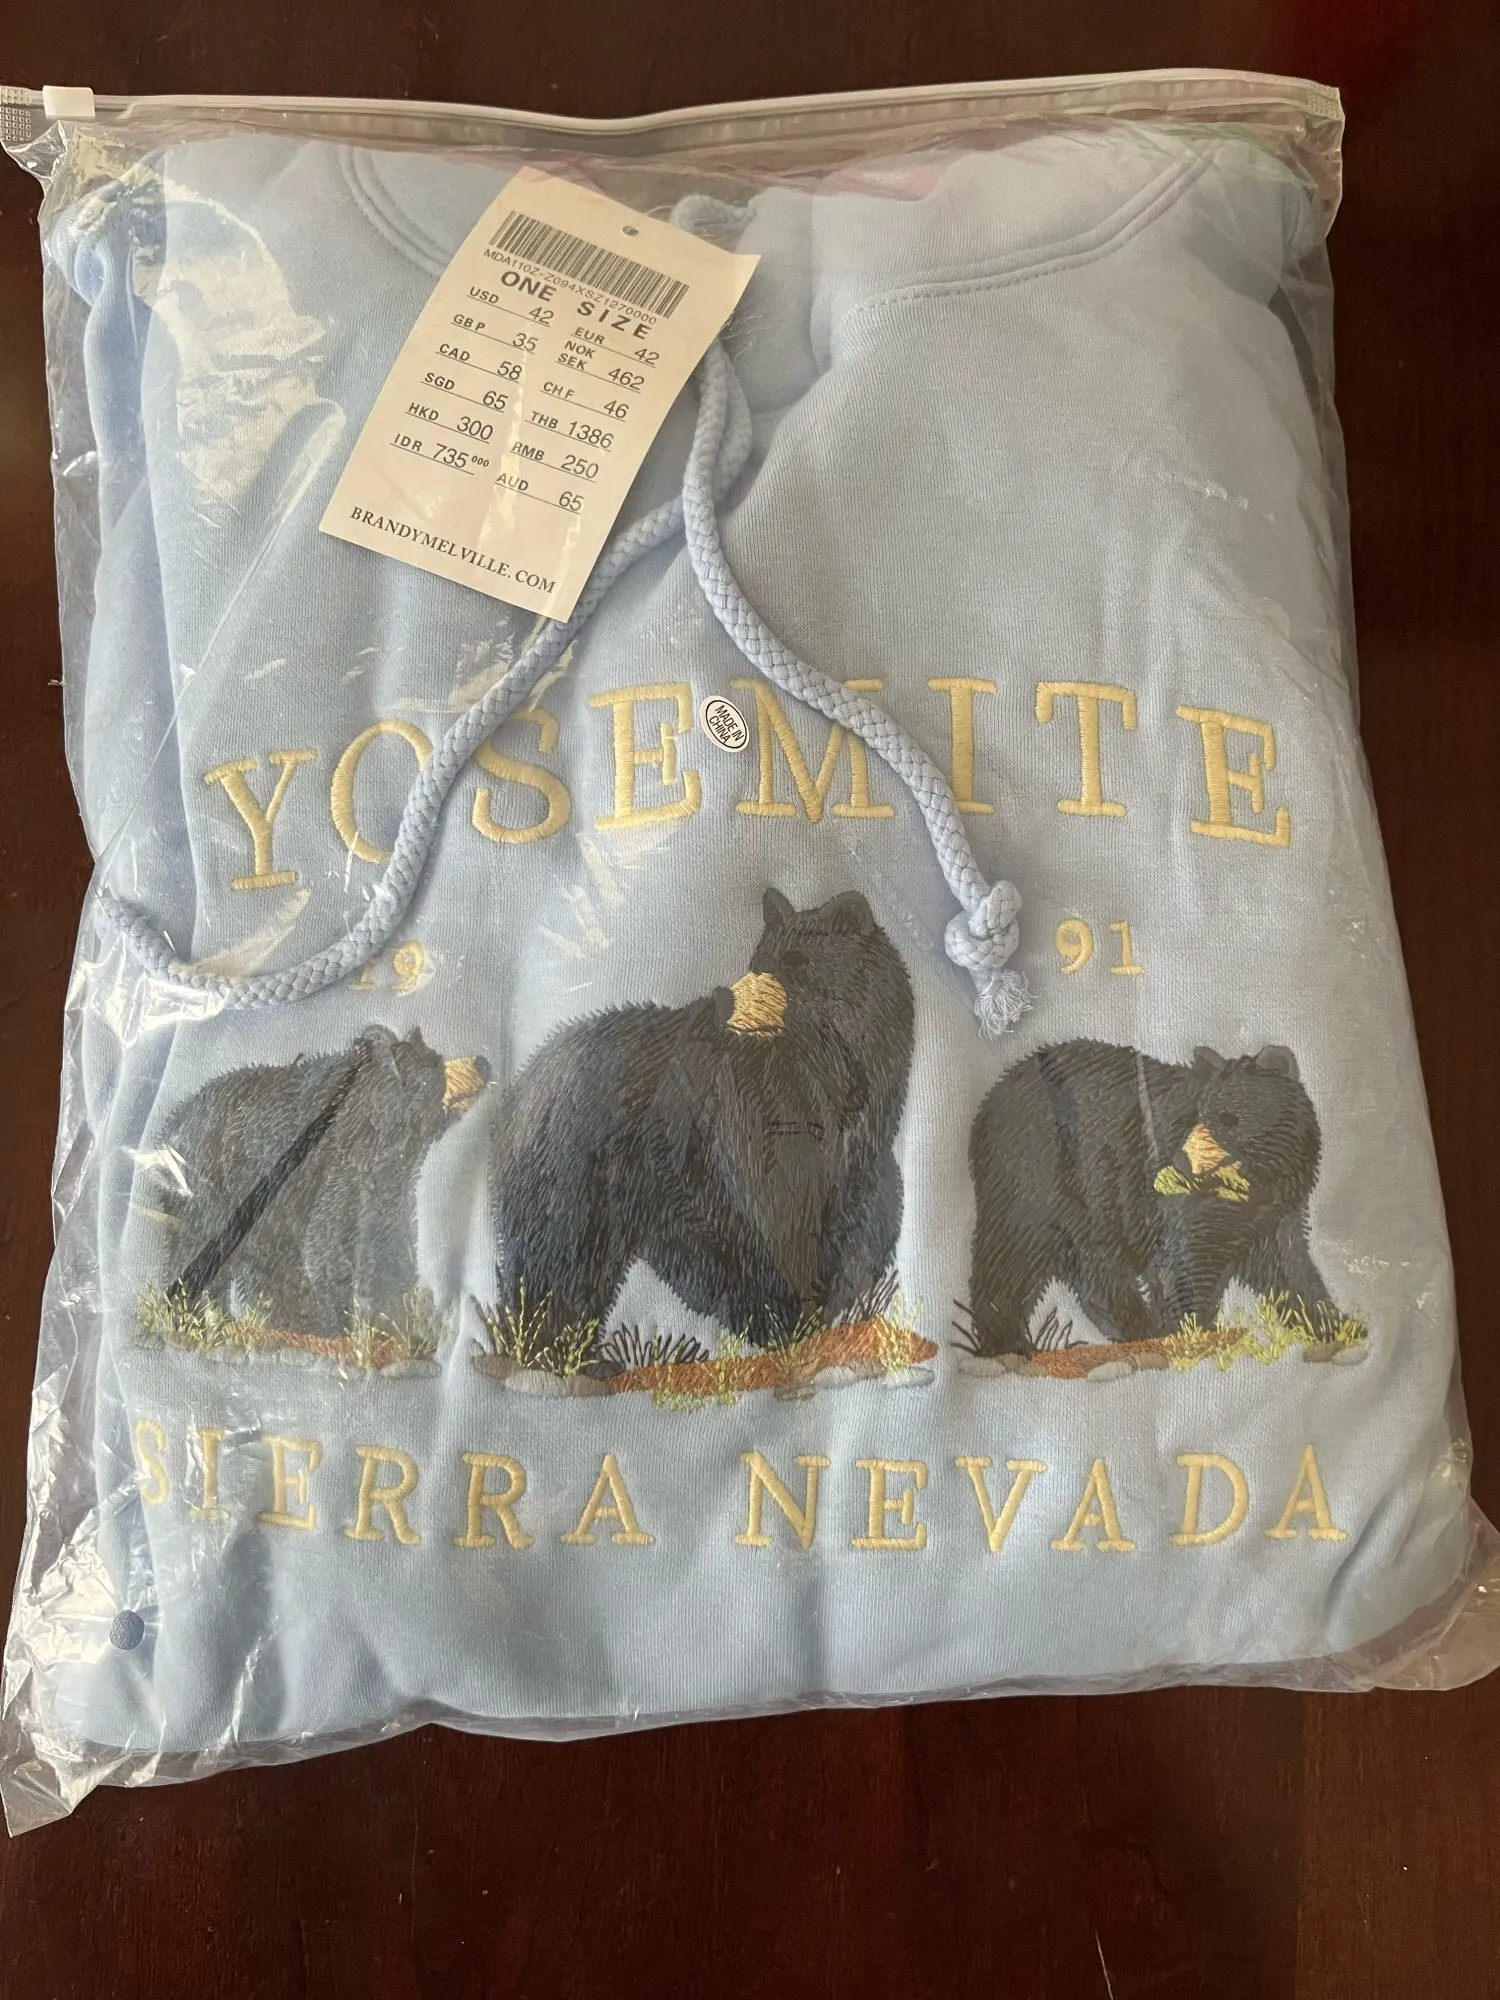 MDA110Z-Z094XSZ1270000
ONE SIZE
USD 42
EUR 42
GBP 35
NOK SEK 462
CAD 58
CHF 46
SGD 65
THB 1386
HKD 300
RMB 250
IDR 735.000
AUD 65
BRANDYMELVILLE.COM
YOSEMITE
MADE IN
CHINA
19 91
SIERRA NEVADA